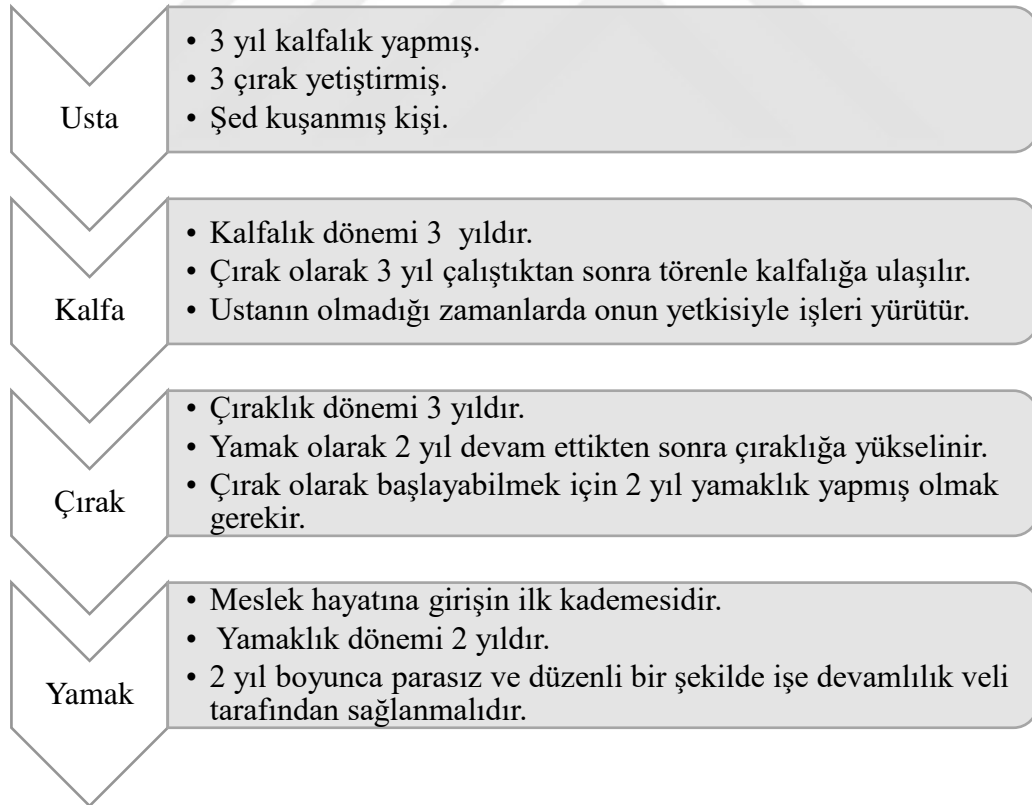 Usta
• 3 yıl kalfalık yapmış.
• 3 çırak yetiştirmiş.
• Şed kuşanmış kişi.
Kalfa
• Kalfalık dönemi 3 yıldır.
• Çırak olarak 3 yıl çalıştıktan sonra törenle kalfalığa ulaşılır.
• Ustanın olmadığı zamanlarda onun yetkisiyle işleri yürütür.
Çırak
• Çıraklık dönemi 3 yıldır.
• Yamak olarak 2 yıl devam ettikten sonra çıraklığa yükselinir.
• Çırak olarak başlayabilmek için 2 yıl yamaklık yapmış olmak
gerekir.
Yamak
• Meslek hayatına girişin ilk kademesidir.
• Yamaklık dönemi 2 yıldır.
• 2 yıl boyunca parasız ve düzenli bir şekilde işe devamlılık veli
tarafından sağlanmalıdır.